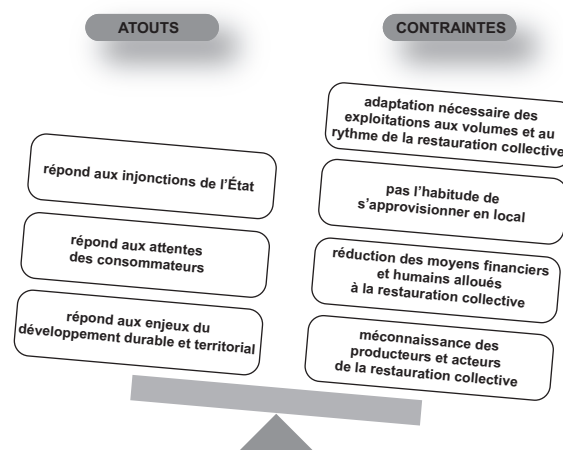 ATOUTS
répond aux injonctions de l’État
répond aux attentes
des consommateurs
répond aux enjeux du
développement durable et territorial
CONTRAINTES
adaptation nécessaire des
exploitations aux volumes et au
rythme de la restauration collective
pas l’habitude de
s’approvisionner en local
réduction des moyens financiers
et humains alloués
à la restauration collective
méconnaissance des
producteurs et acteurs
de la restauration collective